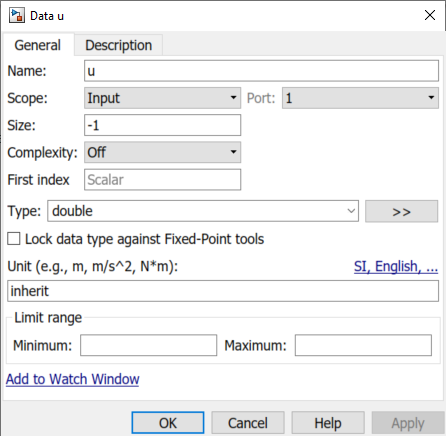 Data u
General Description
Name: u
Scope: Input Port: 1
Size: -1
Complexity: Off
First index Scalar
Type: double >>
Lock data type against Fixed-Point tools
Unit (e.g., m, m/s^2, N*m): SI, English, ...
inherit
Limit range
Minimum: Maximum:
Add to Watch Window
OK Cancel Help Apply